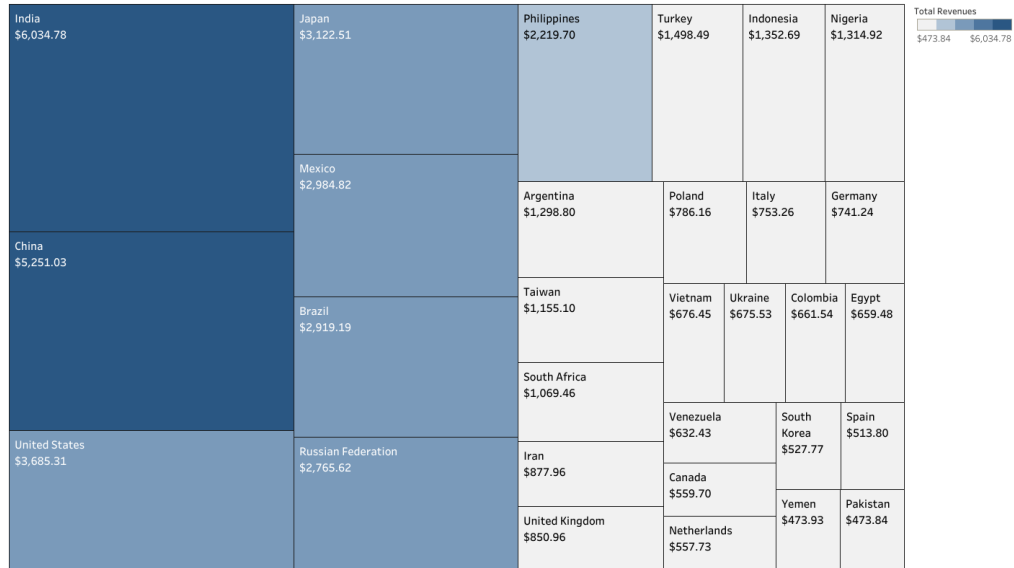 India
$6,034.78
China
$5,251.03
United States
$3,685.31
Japan
$3,122.51
Mexico
$2,984.82
Brazil
$2,919.19
Russian Federation
$2,765.62
Philippines
$2,219.70
Turkey
$1,498.49
Indonesia
$1,352.69
Nigeria
$1,314.92
Argentina
$1,298.80
Taiwan
$1,155.10
South Africa
$1,069.46
Iran
$877.96
United Kingdom
$850.96
Poland
$786.16
Italy
$753.26
Germany
$741.24
Vietnam
$676.45
Ukraine
$675.53
Colombia
$661.54
Egypt
$659.48
Venezuela
$632.43
Canada
$559.70
Netherlands
$557.73
South
Korea
$527.77
Spain
$513.80
Yemen
$473.93
Pakistan
$473.84
Total Revenues
$473.84 $6,034.78